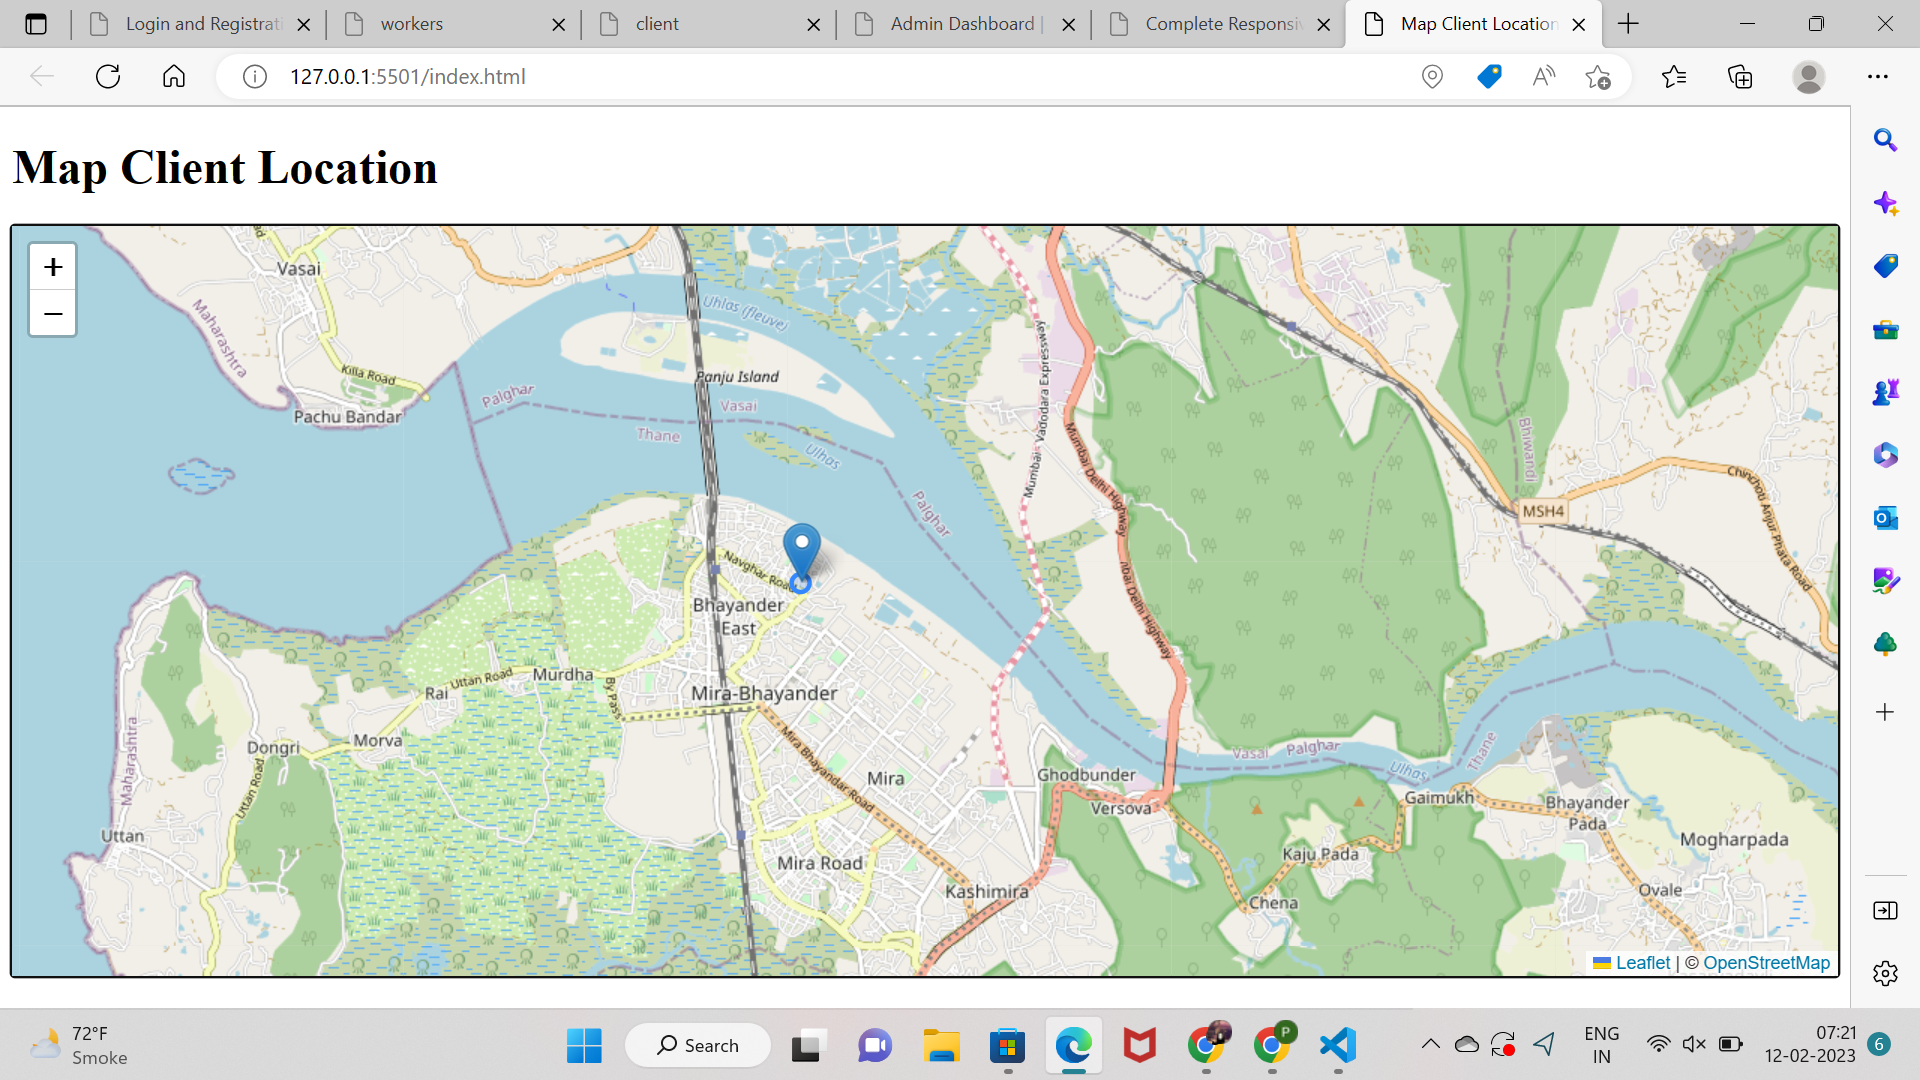 Login and Registrati
workers
client
Admin Dashboard |
Complete Responsiv
Map Client Location
127.0.0.1:5501/index.html
Map Client Location
+
−
Vasai
Maharashtra
Killa Road
Pachu Bandar
Palghar
Vasai
Thane
Uhlas (fleuve)
Panju Island
Ulhas
Palghar
Mumbai - Vadodara Expressway
Mumbai Delhi Highway
Mumbai Delhi Highway
Bhiwandi
MSH4
Chinchoti Anjur Phata Road
Navghar Road
Bhayander
East
Murdha
Uttan Road
Rai
By Pass
Mira-Bhayander
Mira Bhayandar Road
Morva
Dongri
Uttan Road
Maharashtra
Uttan
Mira
Mira Road
Kashimira
Ghodbunder
Versova
Vasai
Palghar
Ulhas
Thane
Gaimukh
Kaju Pada
Chena
Bhayander
Pada
Mogharpada
Ovale
Leaflet | © OpenStreetMap
72°F
Smoke
Search
P
ENG
IN
07:21
12-02-2023
6